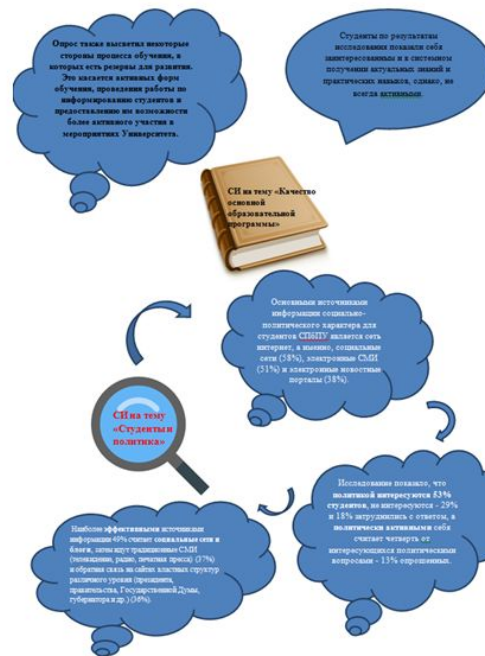 Опрос также высветил некоторые
стороны процесса обучения, в
которых есть резервы для развития.
Это касается активных форм
обучения, проведения работы по
информированию студентов и
предоставлению им возможности
более активного участия в
мероприятиях Университета.
Студенты по результатам
исследования показали себя
заинтересованными и в системном
получении актуальных знаний и
практических навыков, однако, не
всегда активными.
СИ на тему «Качество
основной
образовательной
программы»
Основными источниками
информации социально-
политического характера для
студентов СПбПУ является сеть
интернет, а именно, социальные
сети (58%), электронные СМИ
(51%) и электронные новостные
порталы (38%).
СИ на тему
«Студенты и
политика»
Исследование показало, что
политикой интересуются 53%
студентов, не интересуются - 29%
и 18% затруднились с ответом, а
политически активными себя
считает четверть от
интересующихся политическими
вопросами - 13% опрошенных.
Наиболее эффективными источниками
информации 49% считает социальные сети и
блоги, затем идут традиционные СМИ
(телевидение, радио, печатная пресса) (37%)
и обратная связь на сайтах властных структур
различного уровня (президента,
правительства, Государственной Думы,
губернатора и др.) (36%).